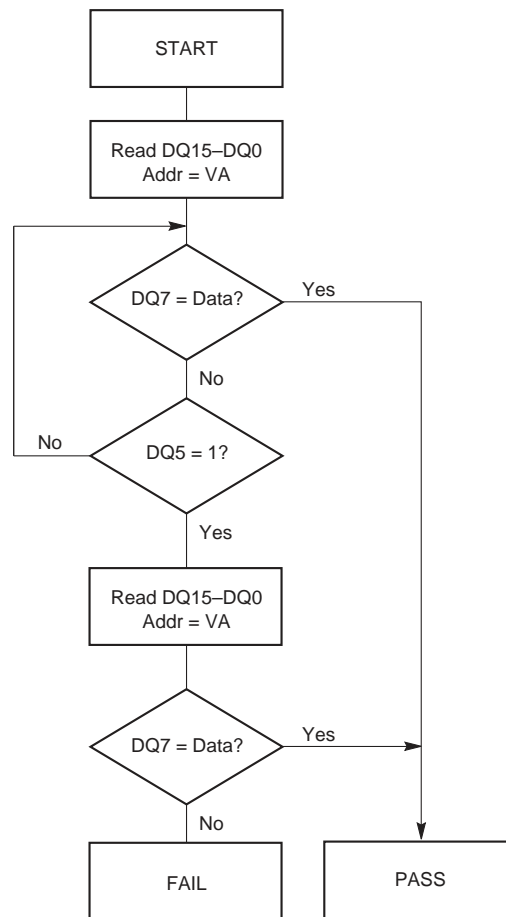 START
Read DQ15–DQ0
Addr = VA
DQ7 = Data?
Yes
No
No
DQ5 = 1?
Yes
Read DQ15–DQ0
Addr = VA
DQ7 = Data?
Yes
No
FAIL
PASS